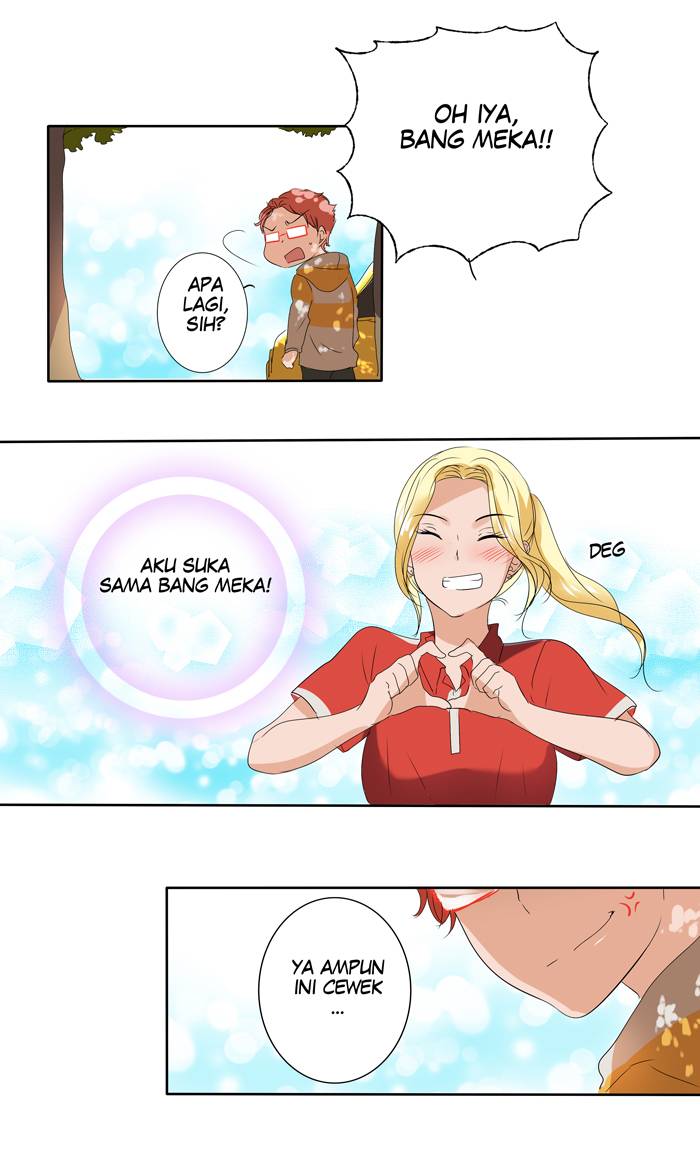 OH IYA,
BANG MEKA!!
APA
LAGI,
SIH?
AKU SUKA
SAMA BANG MEKA!
DEG
YA AMPUN
INI CEWEK
...